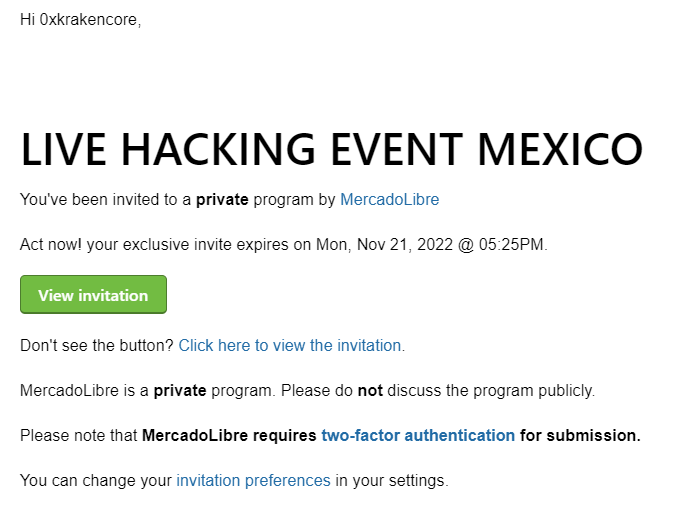 Hi 0xkrakencore,
LIVE HACKING EVENT MEXICO
You've been invited to a private program by MercadoLibre
Act now! your exclusive invite expires on Mon, Nov 21, 2022 @ 05:25PM.
View invitation
Don't see the button? Click here to view the invitation.
MercadoLibre is a private program. Please do not discuss the program publicly.
Please note that MercadoLibre requires two-factor authentication for submission.
You can change your invitation preferences in your settings.